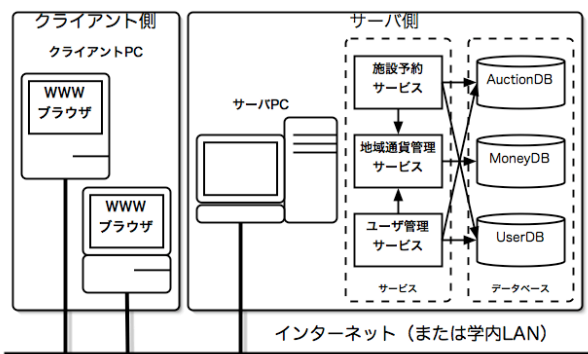 クライアント側
クライアントPC
WWW
ブラウザ
WWW
ブラウザ
サーバ側
サーバPC
施設予約
サービス
地域通貨管理
サービス
ユーザ管理
サービス
サービス
AuctionDB
MoneyDB
UserDB
データベース
インターネット（または学内LAN）